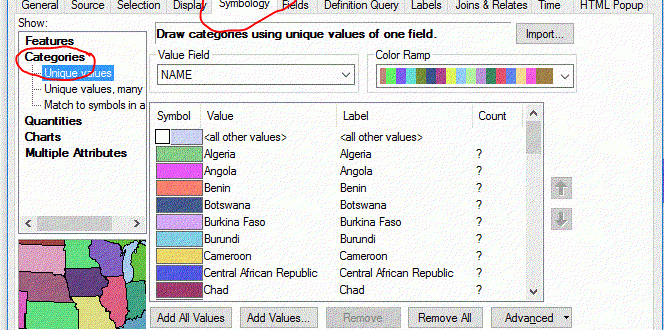 General Source Selection Display Symbology Fields Definition Query Labels Joins & Relates Time HTML Popup
Show:
Features
Categories
Unique values
Unique values, many
Match to symbols in a
Quantities
Charts
Multiple Attributes
Draw categories using unique values of one field.
Import...
Value Field
NAME
Color Ramp
Symbol Value Label Count
<all other values> <all other values>
Algeria Algeria ?
Angola Angola ?
Benin Benin ?
Botswana Botswana ?
Burkina Faso Burkina Faso ?
Burundi Burundi ?
Cameroon Cameroon ?
Central African Republic Central African Republic ?
Chad Chad ?
Add All Values Add Values... Remove Remove All Advanced